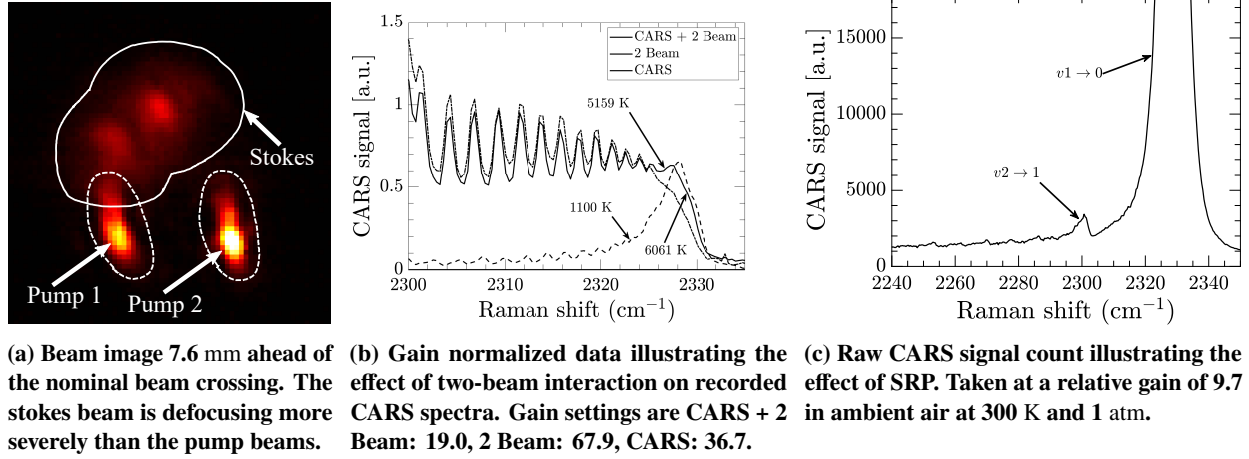 Stokes
Pump 1
Pump 2
(a) Beam image 7.6 mm ahead of
the nominal beam crossing. The
stokes beam is defocusing more
severely than the pump beams.
1.5
1
0.5
0
CARS signal [a.u.]
CARS + 2 Beam
2 Beam
CARS
5159 K
1100 K
6061 K
2300
2310
2320
2330
Raman shift (cm⁻¹)
(b) Gain normalized data illustrating the
effect of two-beam interaction on recorded
CARS spectra. Gain settings are CARS + 2
Beam: 19.0, 2 Beam: 67.9, CARS: 36.7.
15000
10000
5000
0
CARS signal [a.u.]
v1 → 0
v2 → 1
2240
2260
2280
2300
2320
2340
Raman shift (cm⁻¹)
(c) Raw CARS signal count illustrating the
effect of SRP. Taken at a relative gain of 9.7
in ambient air at 300 K and 1 atm.